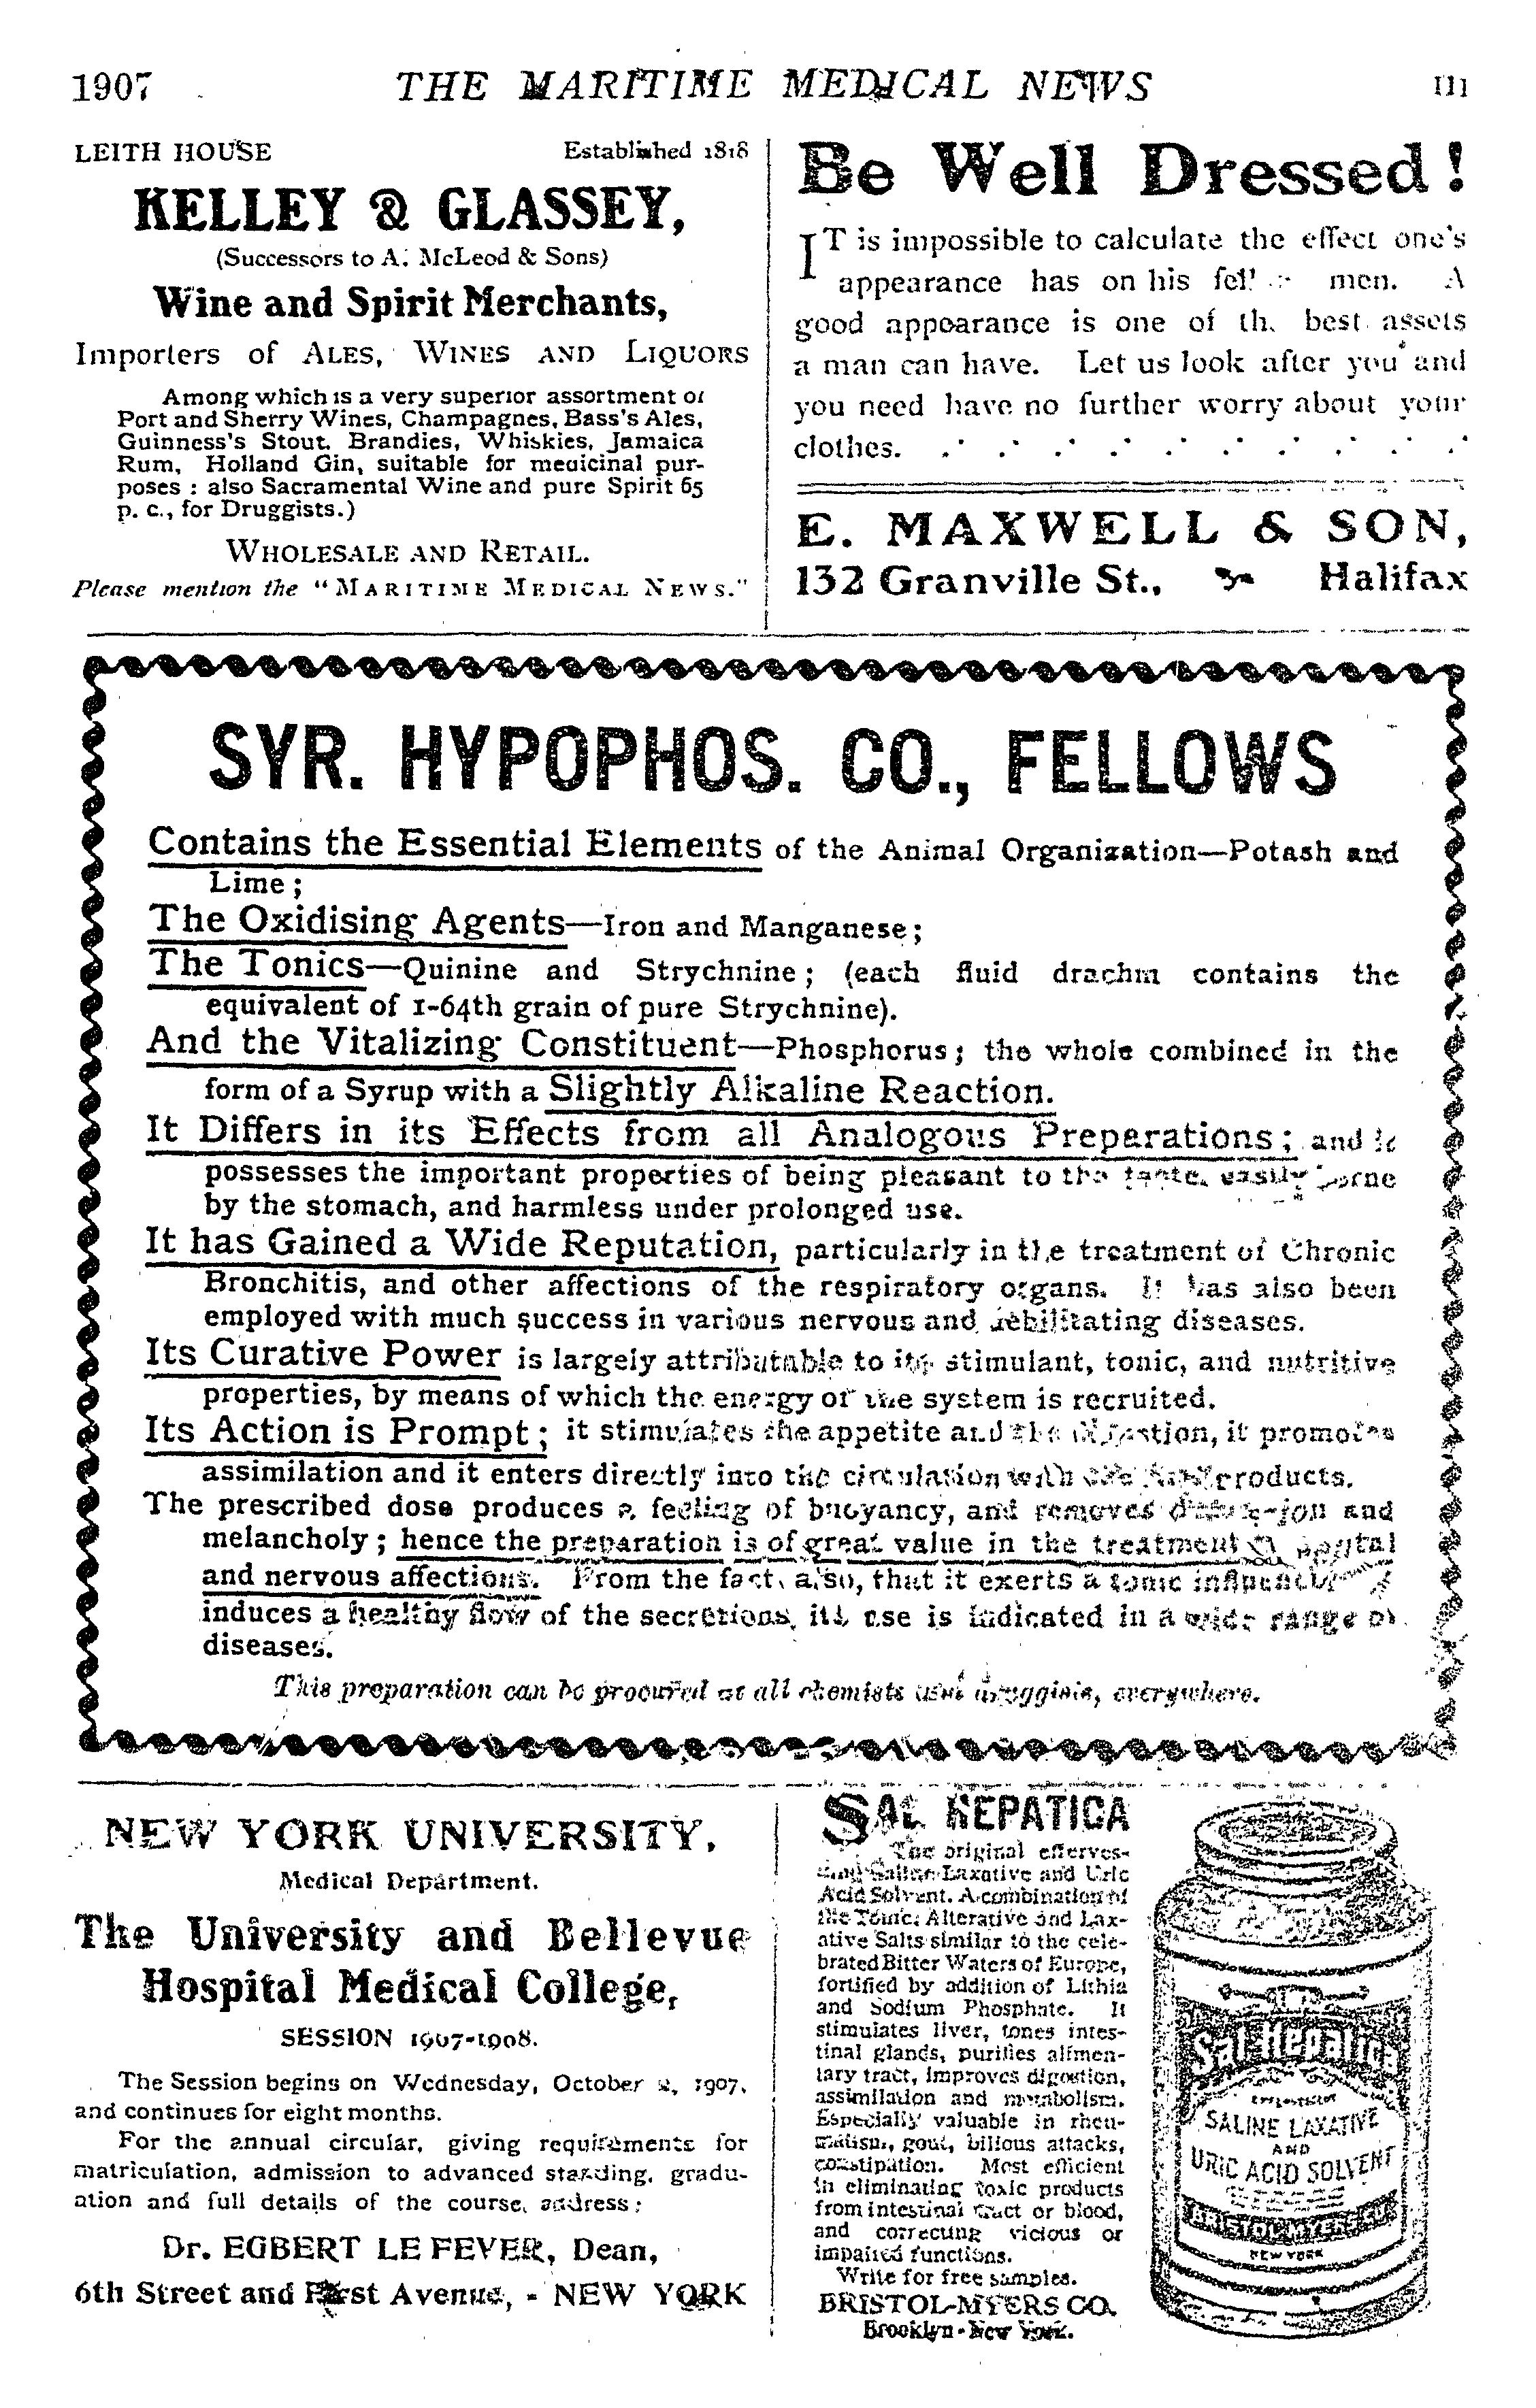 1907 THE MARITIME MEDICAL NEWS III
LEITH HOUSE Established 1818
KELLEY & GLASSEY,
(Successors to A. McLeod & Sons)
Wine and Spirit Merchants,
Importers of ALES, WINES AND LIQUORS
Among which is a very superior assortment of
Port and Sherry Wines, Champagnes, Bass's Ales,
Guinness's Stout, Brandies, Whiskies, Jamaica
Rum, Holland Gin, suitable for medicinal pur-
poses : also Sacramental Wine and pure Spirit 65
p. c., for Druggists.)
WHOLESALE AND RETAIL.
Please mention the "MARITIME MEDICAL NEWS."
Be Well Dressed!
IT is impossible to calculate the effect one's
appearance has on his men. A
good appearance is one of the best assets
a man can have. Let us look after you and
you need have no further worry about your
clothes.
E. MAXWELL & SON,
132 Granville St., Halifax
SYR. HYPOPHOS. CO., FELLOWS
Contains the Essential Elements of the Animal Organization—Potash and
Lime ;
The Oxidising Agents—Iron and Manganese ;
The Tonics—Quinine and Strychnine ; (each fluid drachm contains the
equivalent of 1-64th grain of pure Strychnine).
And the Vitalizing Constituent—Phosphorus ; the whole combined in the
form of a Syrup with a Slightly Alkaline Reaction.
It Differs in its Effects from all Analogous Preparations ; and it
possesses the important properties of being pleasant to the taste, easily borne
by the stomach, and harmless under prolonged use.
It has Gained a Wide Reputation, particularly in the treatment of Chronic
Bronchitis, and other affections of the respiratory organs. It has also been
employed with much success in various nervous and debilitating diseases.
Its Curative Power is largely attributable to its stimulant, tonic, and nutritive
properties, by means of which the energy of the system is recruited.
Its Action is Prompt ; it stimulates the appetite and the digestion, it promotes
assimilation and it enters directly into the circulation with the food products.
The prescribed dose produces a feeling of buoyancy, and removes depression and
melancholy ; hence the preparation is of great value in the treatment of mental
and nervous affections. From the fact, also, that it exerts a tonic influence,
induces a healthy flow of the secretions, its use is indicated in a wide range of
diseases.
This preparation can be procured at all chemists and druggists, everywhere.
NEW YORK UNIVERSITY,
Medical Department.
The University and Bellevue
Hospital Medical College,
SESSION 1907-1908.
The Session begins on Wednesday, October 2, 1907,
and continues for eight months.
For the annual circular, giving requirements for
matriculation, admission to advanced standing, gradu-
ation and full details of the course, address :
Dr. EGBERT LE FEVER, Dean,
6th Street and First Avenue, - NEW YORK
SAL HEPATICA
The original efferves-
cing Saline Laxative and Uric
Acid Solvent. A combination of
the Tonic, Alterative and Lax-
ative Salts similar to the cele-
brated Bitter Waters of Europe,
fortified by addition of Lithia
and Sodium Phosphate. It
stimulates liver, tones intes-
tinal glands, purifies alimen-
tary tract, improves digestion,
assimilation and metabolism.
Especially valuable in rheu-
matism, gout, bilious attacks,
constipation. Most efficient
in eliminating toxic products
from intestinal tract or blood,
and correcting vicious or
impaired functions.
Write for free samples.
BRISTOL-MYERS CO.
Brooklyn - New York.
Sal Hepatica
EFFERVESCENT
SALINE LAXATIVE
AND
URIC ACID SOLVENT
BRISTOL-MYERS CO.
NEW YORK